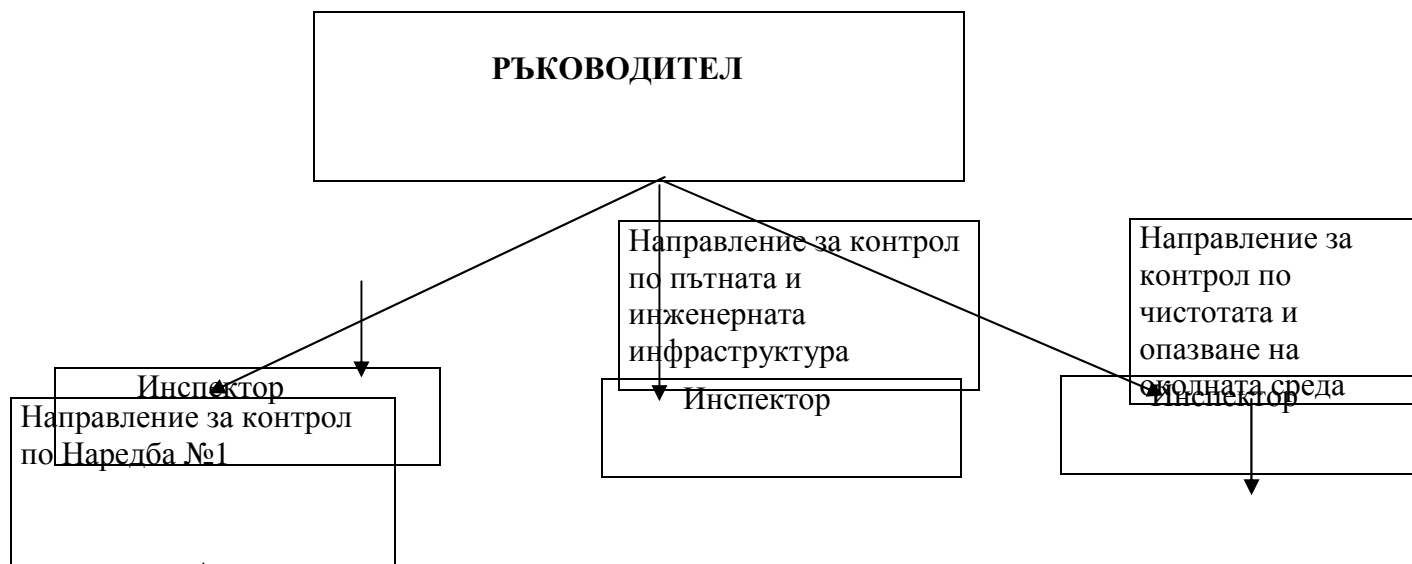 РЪКОВОДИТЕЛ
Направление за контрол
по пътната и
инженерната
инфраструктура
Направление за
контрол по
чистотата и
опазване на
околната среда
Инспектор
Инспектор
Инспектор
Направление за контрол
по Наредба №1